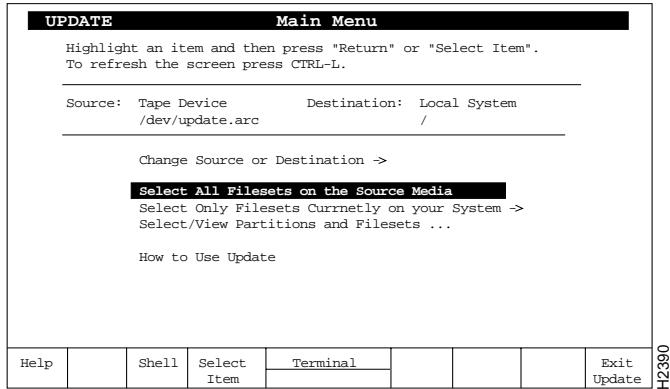 UPDATE Main Menu
Highlight an item and then press "Return" or "Select Item".
To refresh the screen press CTRL-L.
Source: Tape Device Destination: Local System
/dev/update.arc /
Change Source or Destination ->
Select All Filesets on the Source Media
Select Only Filesets Currnetly on your System ->
Select/View Partitions and Filesets ...
How to Use Update
Help Shell Select Item Terminal Exit Update
H2390